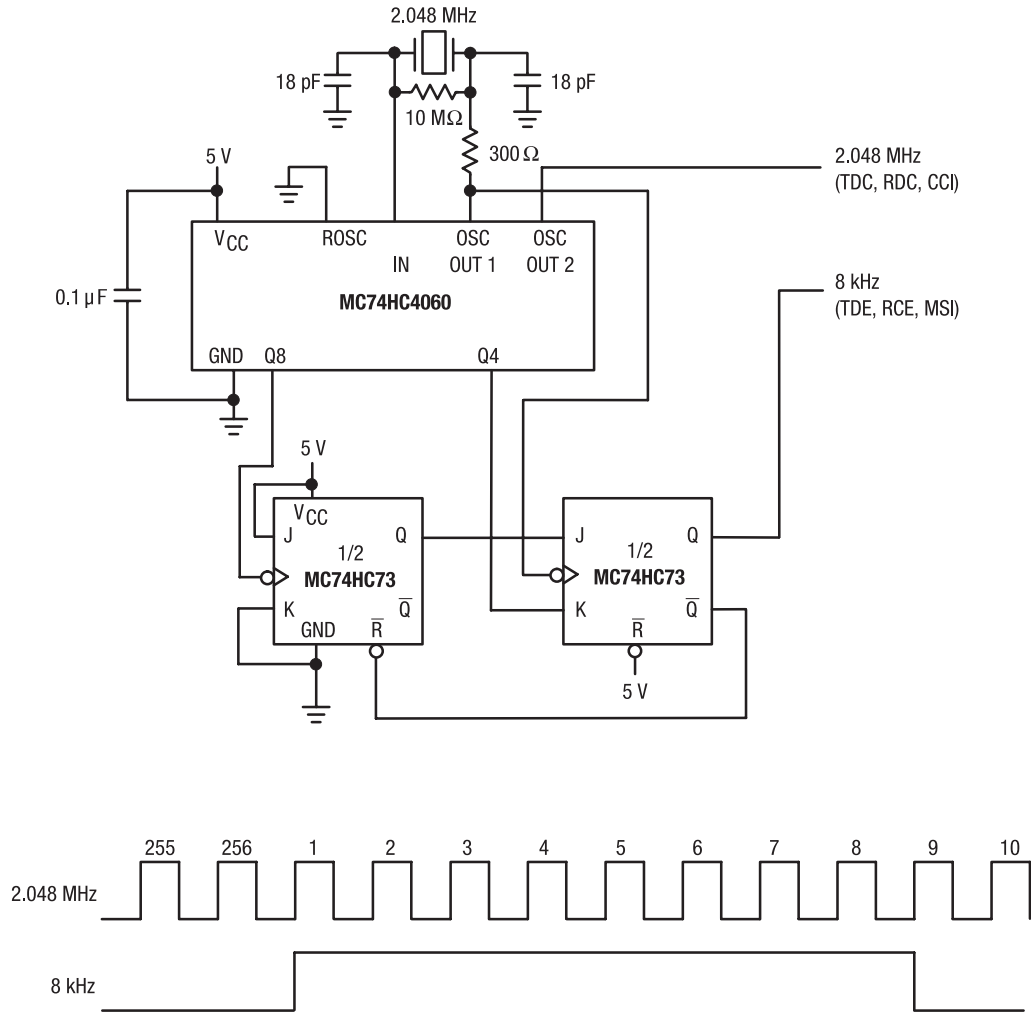 2.048 MHz
18 pF
18 pF
10 MΩ
300 Ω
5 V
2.048 MHz
(TDC, RDC, CCI)
VCC
ROSC
IN
OSC
OUT 1
OSC
OUT 2
0.1 µF
MC74HC4060
8 kHz
(TDE, RCE, MSI)
GND
Q8
Q4
5 V
VCC
J
Q
1/2
MC74HC73
K
Q̅
GND
R̅
J
Q
1/2
MC74HC73
K
Q̅
R̅
5 V
255 256 1 2 3 4 5 6 7 8 9 10
2.048 MHz
8 kHz